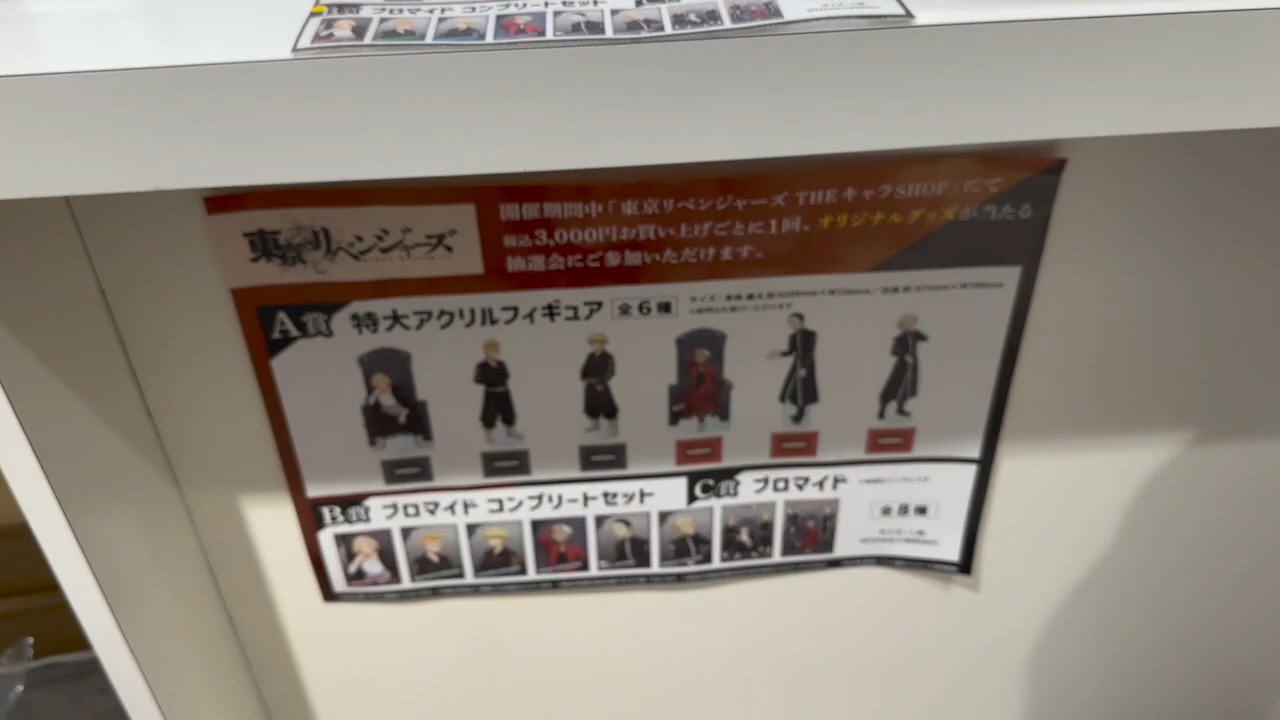 ブロマイド コンプリートセット
東京リベンジャーズ
開催期間中「東京リベンジャーズ THEキャラSHOP」にて
税込3,000円お買い上げごとに1回、オリジナルグッズが当たる
抽選会にご参加いただけます。
A賞 特大アクリルフィギュア 全6種
B賞 ブロマイド コンプリートセット
C賞 ブロマイド
全8種